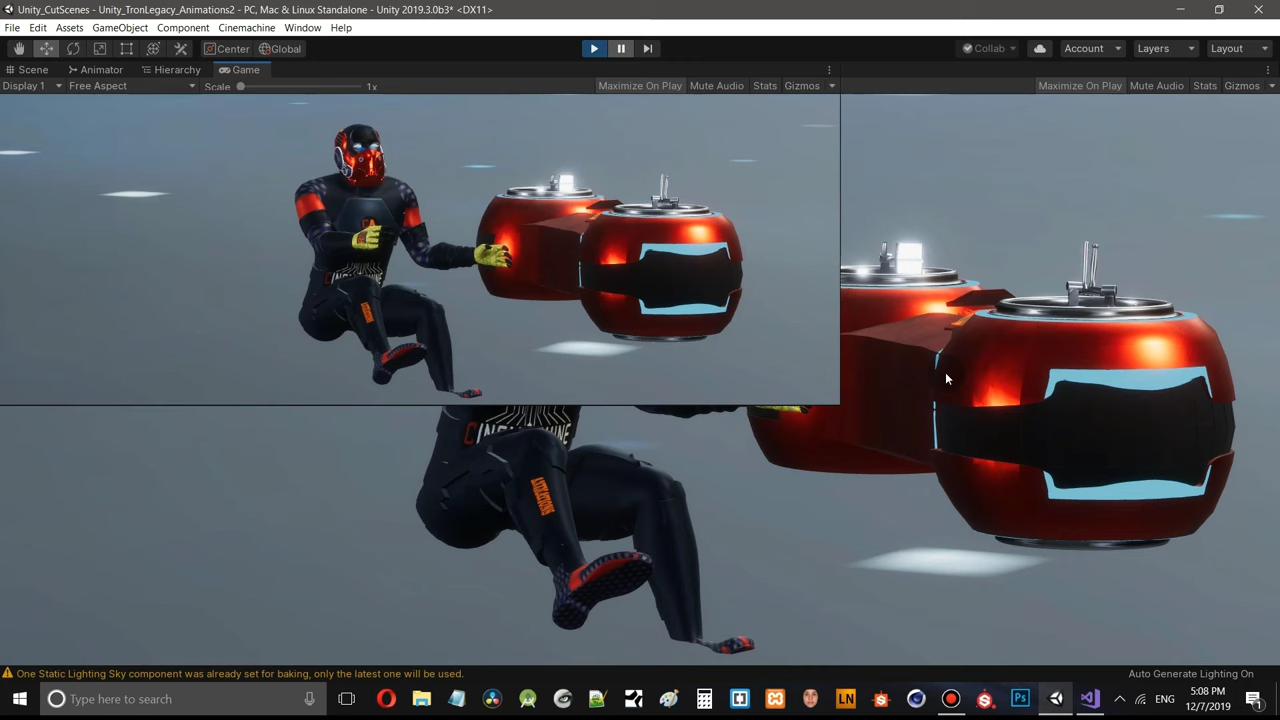 Unity_CutScenes - Unity_TronLegacy_Animations2 - PC, Mac & Linux Standalone - Unity 2019.3.0b3* <DX11>
File Edit Assets GameObject Component Cinemachine Window Help
Center Global Collab Account Layers Layout
Scene Animator Hierarchy Game
Display 1 Free Aspect Scale 1x Maximize On Play Mute Audio Stats Gizmos Maximize On Play Mute Audio Stats Gizmos
One Static Lighting Sky component was already set for baking, only the latest one will be used. Auto Generate Lighting On
Type here to search LN Ps ENG 5:08 PM
12/7/2019 1